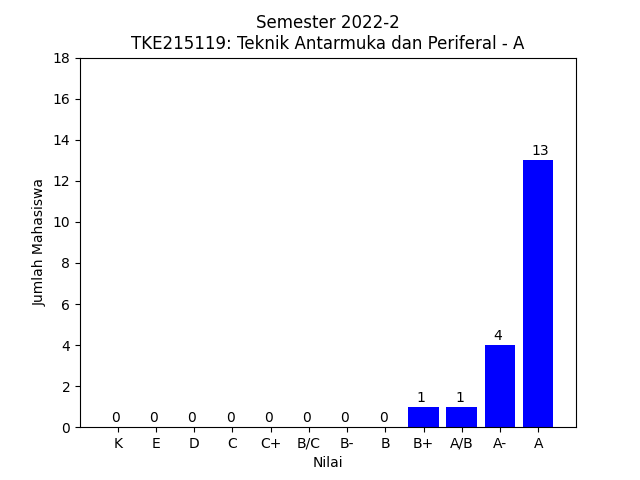 Semester 2022-2
TKE215119: Teknik Antarmuka dan Periferal - A
18
16
14
12
10
8
6
4
2
0
Jumlah Mahasiswa
0 0 0 0 0 0 0 0 1 1 4 13
K E D C C+ B/C B- B B+ A/B A- A
Nilai